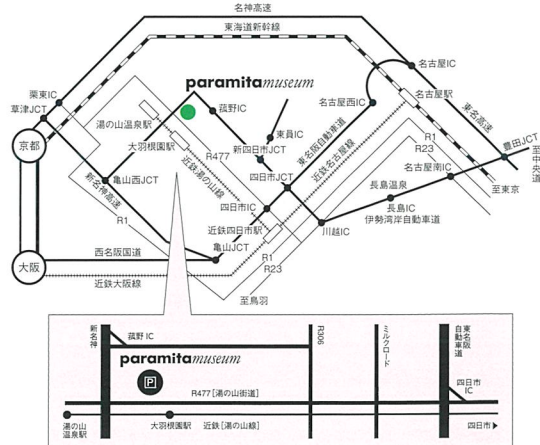 名神高速
東海道新幹線
栗東IC
草津JCT
京都
大阪
paramitamuseum
菰野IC
湯の山温泉駅
大羽根園駅
東員IC
新四日市JCT
R477
近鉄湯の山線
四日市JCT
亀山西JCT
新名神高速
R1
四日市IC
近鉄四日市駅
亀山JCT
西名阪国道
近鉄大阪線
R1
R23
至鳥羽
名古屋IC
名古屋駅
名古屋西IC
東名阪自動車道
近鉄名古屋線
東名高速
R1
R23
豊田JCT
至中央道
名古屋南IC
至東京
長島温泉
長島IC
伊勢湾岸自動車道
川越IC
新名神
菰野 IC
paramitamuseum
P
R306
ミルクロード
東名阪
自動車道
四日市
IC
R477 [湯の山街道]
湯の山
温泉駅
大羽根園駅
近鉄 [湯の山線]
四日市▶